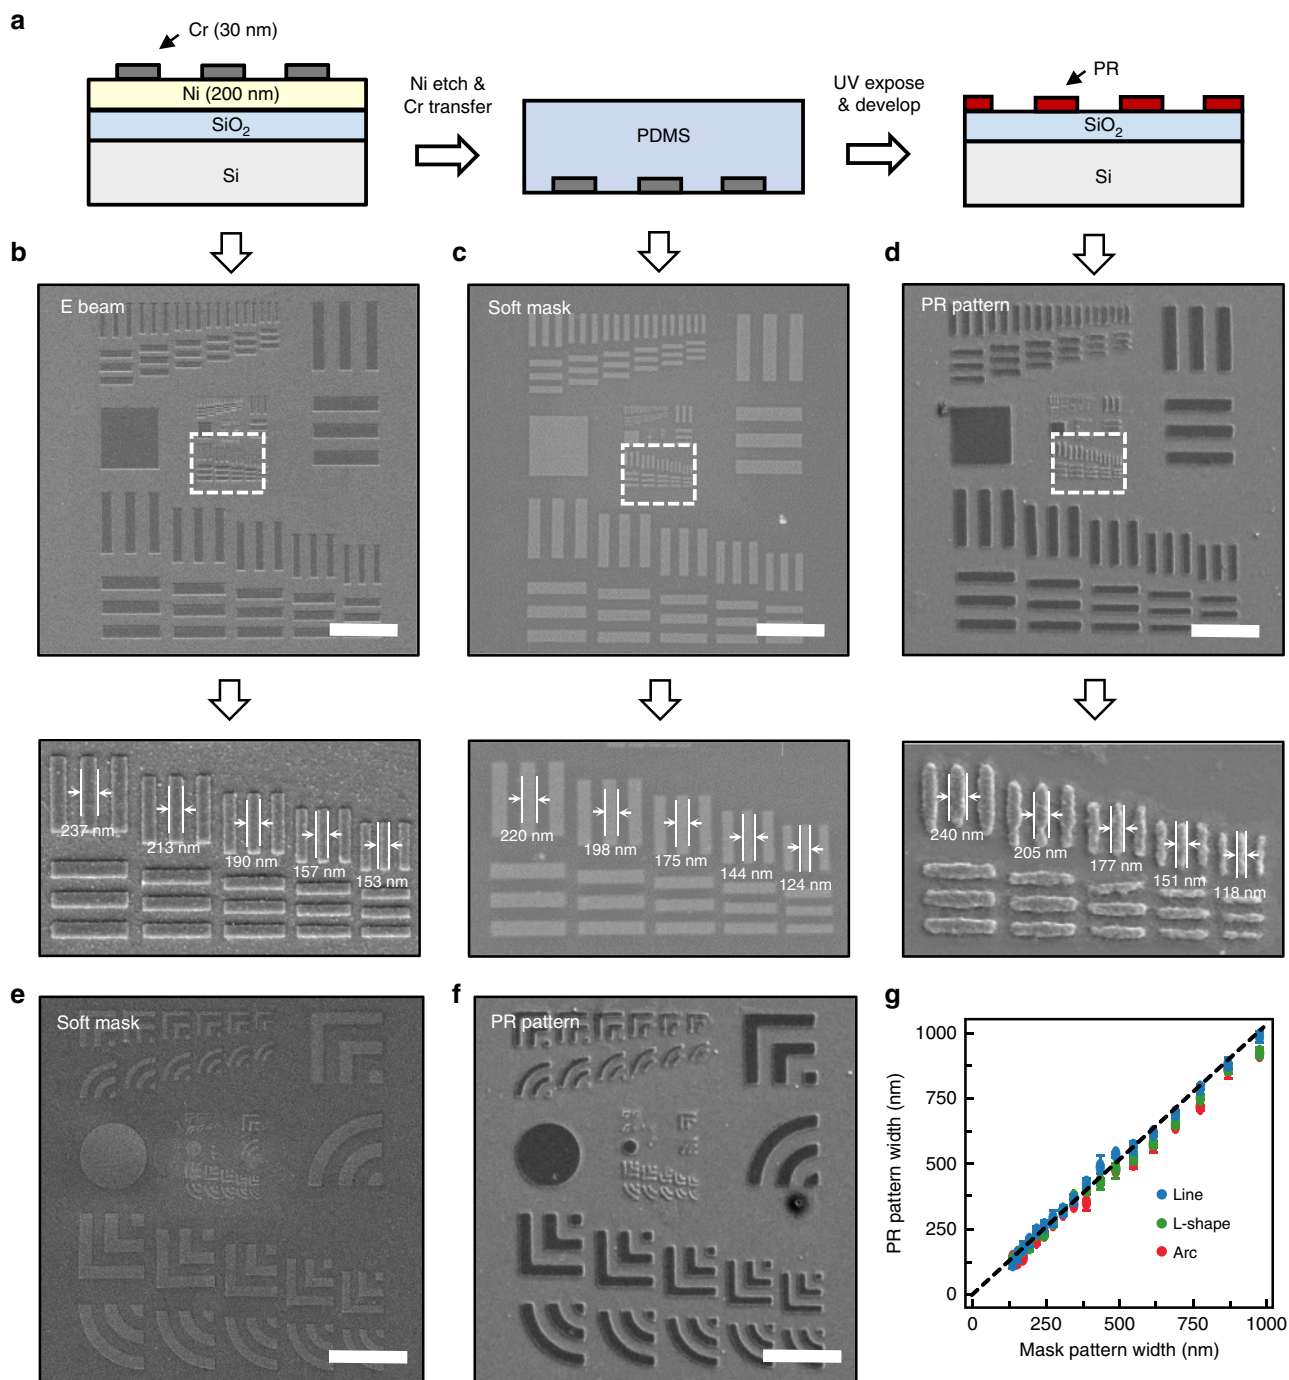 a
Cr (30 nm)
Ni (200 nm)
SiO2
Si
Ni etch &
Cr transfer
PDMS
UV expose
& develop
PR
SiO2
Si
b
E beam
c
Soft mask
d
PR pattern
237 nm
213 nm
190 nm
157 nm
153 nm
220 nm
198 nm
175 nm
144 nm
124 nm
240 nm
205 nm
177 nm
151 nm
118 nm
e
Soft mask
f
PR pattern
g
1000
750
500
250
0
PR pattern width (nm)
Line
L-shape
Arc
0
250
500
750
1000
Mask pattern width (nm)